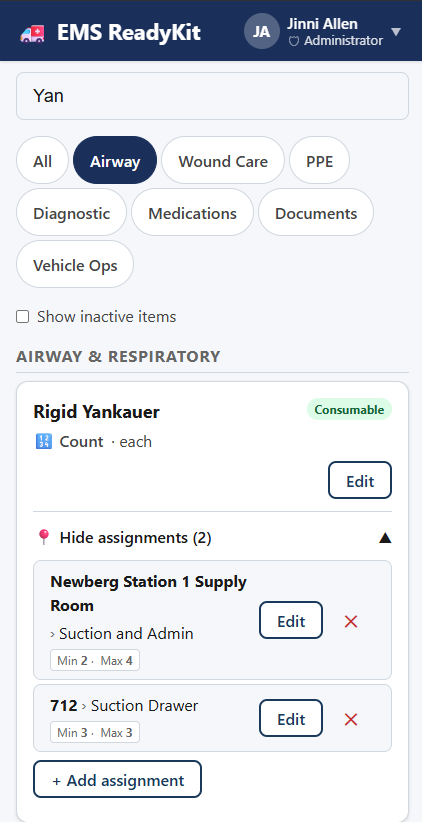 EMS ReadyKit
JA
Jinni Allen
Administrator
▼
Yan
All
Airway
Wound Care
PPE
Diagnostic
Medications
Documents
Vehicle Ops
Show inactive items
AIRWAY & RESPIRATORY
Rigid Yankauer
Consumable
🔢 Count · each
Edit
📍 Hide assignments (2) ▲
Newberg Station 1 Supply
Room
› Suction and Admin
Min 2 · Max 4
Edit
✕
712 › Suction Drawer
Min 3 · Max 3
Edit
✕
+ Add assignment